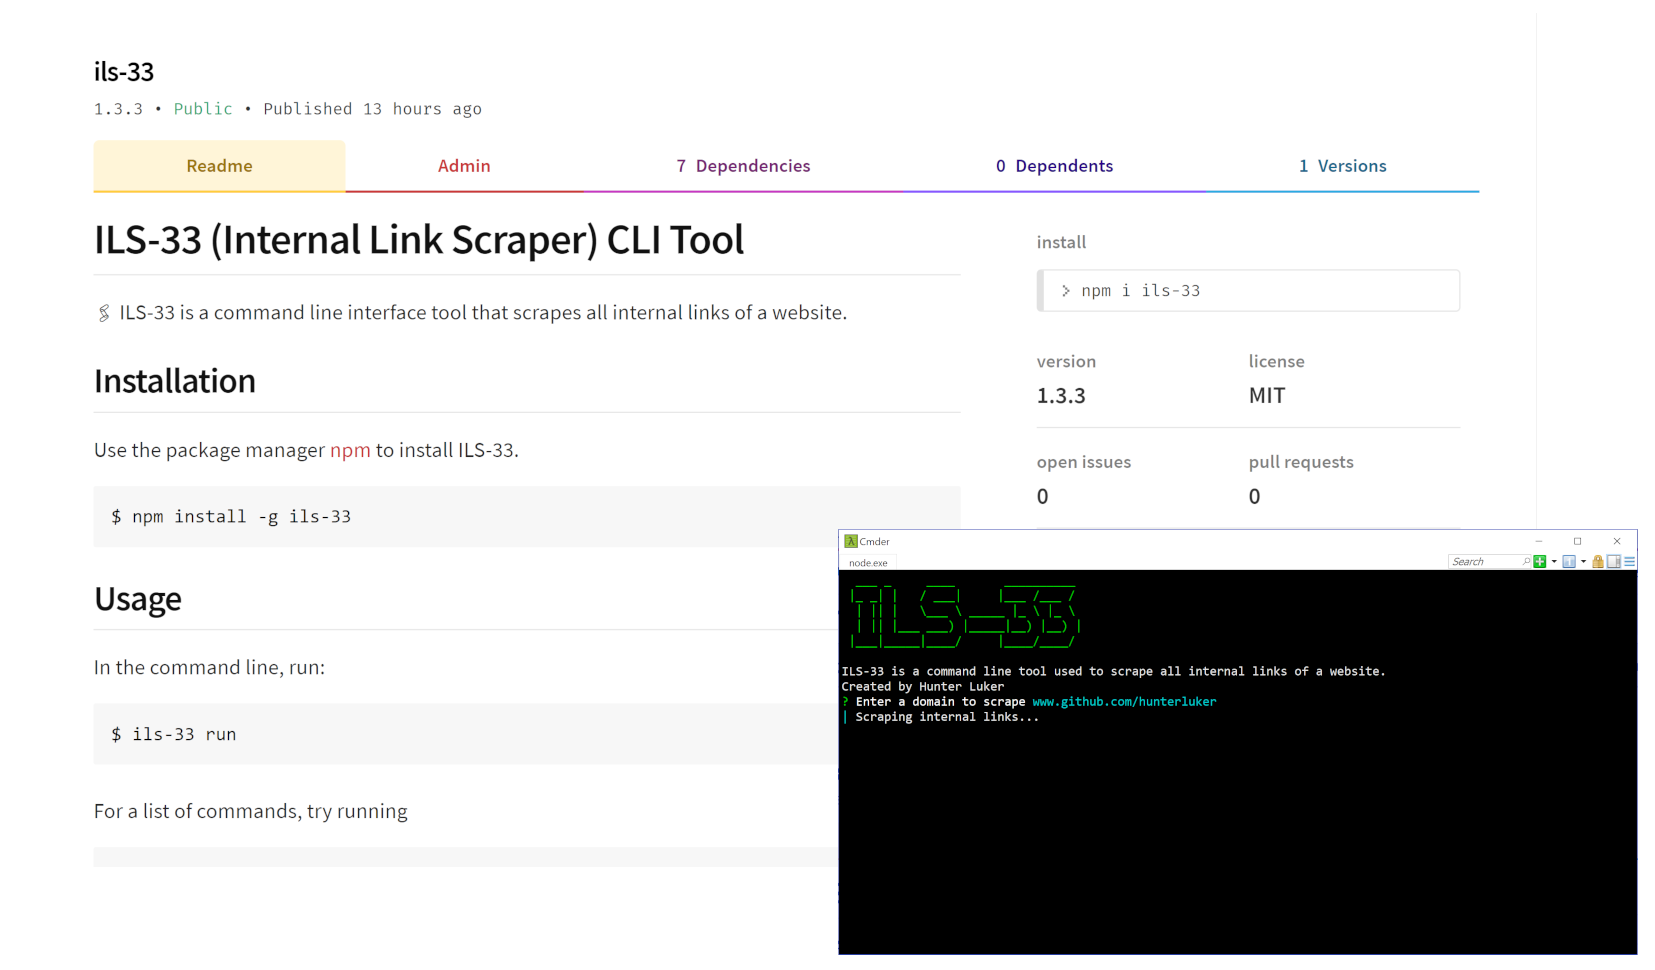 ils-33
1.3.3 • Public • Published 13 hours ago
Readme
Admin
7 Dependencies
0 Dependents
1 Versions
ILS-33 (Internal Link Scraper) CLI Tool
ILS-33 is a command line interface tool that scrapes all internal links of a website.
Installation
Use the package manager npm to install ILS-33.
$ npm install -g ils-33
Usage
In the command line, run:
$ ils-33 run
For a list of commands, try running
install
> npm i ils-33
version
1.3.3
license
MIT
open issues
0
pull requests
0
Cmder
node.exe
Search
ILS-33
ILS-33 is a command line tool used to scrape all internal links of a website.
Created by Hunter Luker
? Enter a domain to scrape www.github.com/hunterluker
| Scraping internal links...